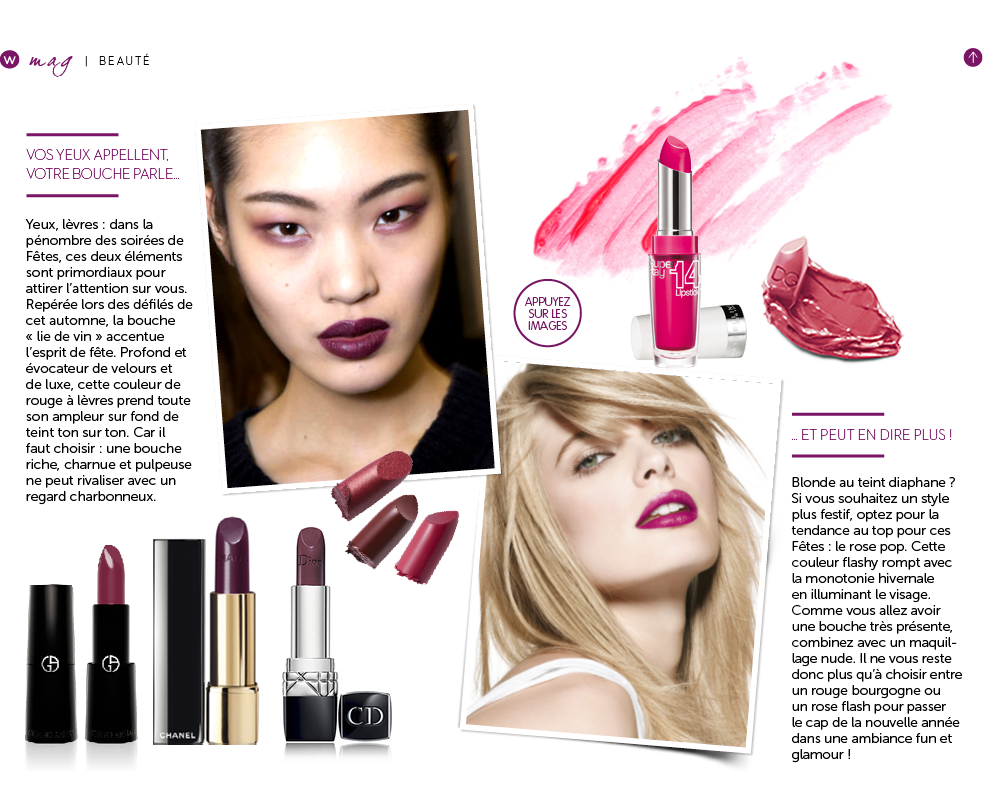 W mag | BEAUTÉ
VOS YEUX APPELLENT,
VOTRE BOUCHE PARLE...
Yeux, lèvres : dans la
pénombre des soirées de
Fêtes, ces deux éléments
sont primordiaux pour
attirer l'attention sur vous.
Repérée lors des défilés de
cet automne, la bouche
« lie de vin » accentue
l'esprit de fête. Profond et
évocateur de velours et
de luxe, cette couleur de
rouge à lèvres prend toute
son ampleur sur fond de
teint ton sur ton. Car il
faut choisir : une bouche
riche, charnue et pulpeuse
ne peut rivaliser avec un
regard charbonneux.
APPUYEZ
SUR LES
IMAGES
14
Lipstick
... ET PEUT EN DIRE PLUS !
Blonde au teint diaphane ?
Si vous souhaitez un style
plus festif, optez pour la
tendance au top pour ces
Fêtes : le rose pop. Cette
couleur flashy rompt avec
la monotonie hivernale
en illuminant le visage.
Comme vous allez avoir
une bouche très présente,
combinez avec un maquil-
lage nude. Il ne vous reste
donc plus qu'à choisir entre
un rouge bourgogne ou
un rose flash pour passer
le cap de la nouvelle année
dans une ambiance fun et
glamour !
CHANEL
Dior
CD